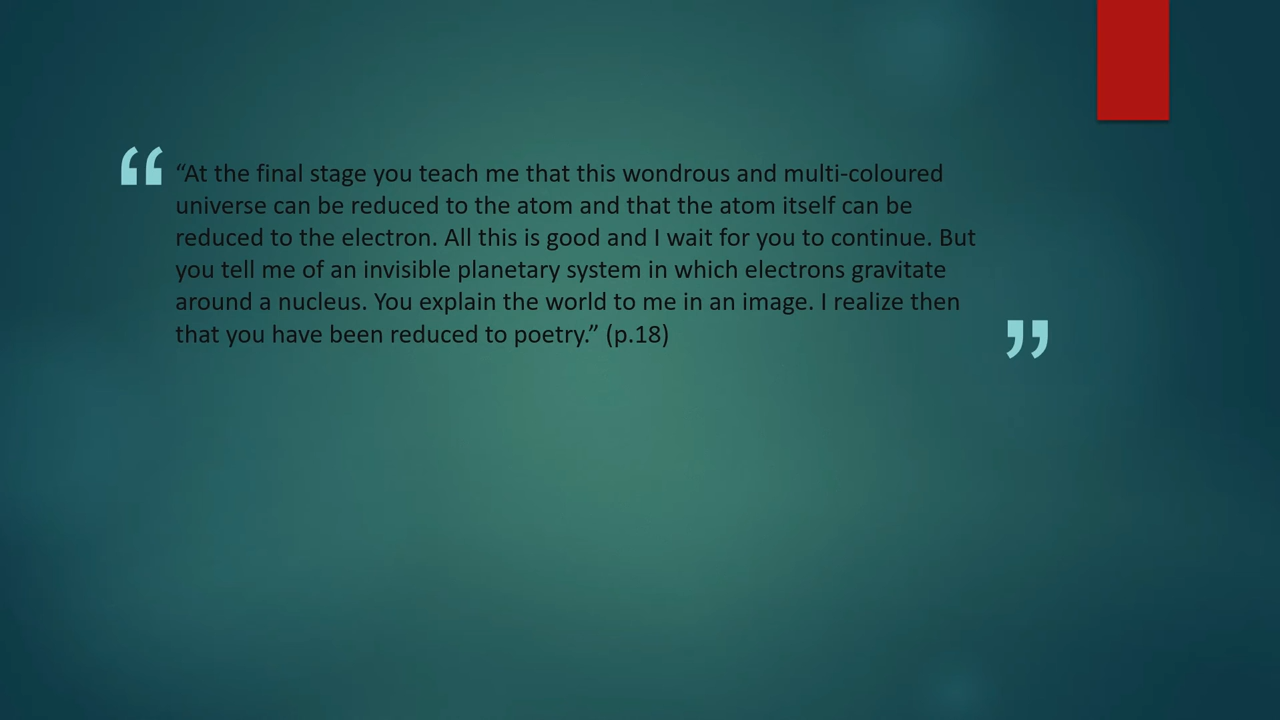 “At the final stage you teach me that this wondrous and multi-coloured
universe can be reduced to the atom and that the atom itself can be
reduced to the electron. All this is good and I wait for you to continue. But
you tell me of an invisible planetary system in which electrons gravitate
around a nucleus. You explain the world to me in an image. I realize then
that you have been reduced to poetry.” (p.18)